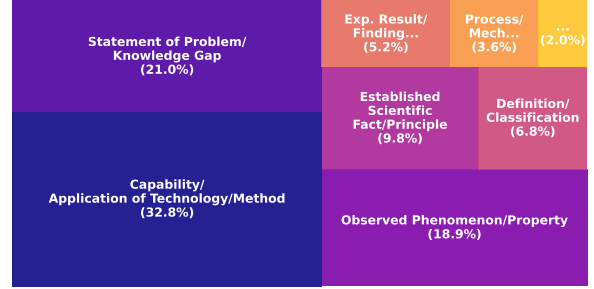 Statement of Problem/
Knowledge Gap
(21.0%)
Capability/
Application of Technology/Method
(32.8%)
Exp. Result/
Finding...
(5.2%)
Process/
Mech...
(3.6%)
...
(2.0%)
Established
Scientific
Fact/Principle
(9.8%)
Definition/
Classification
(6.8%)
Observed Phenomenon/Property
(18.9%)